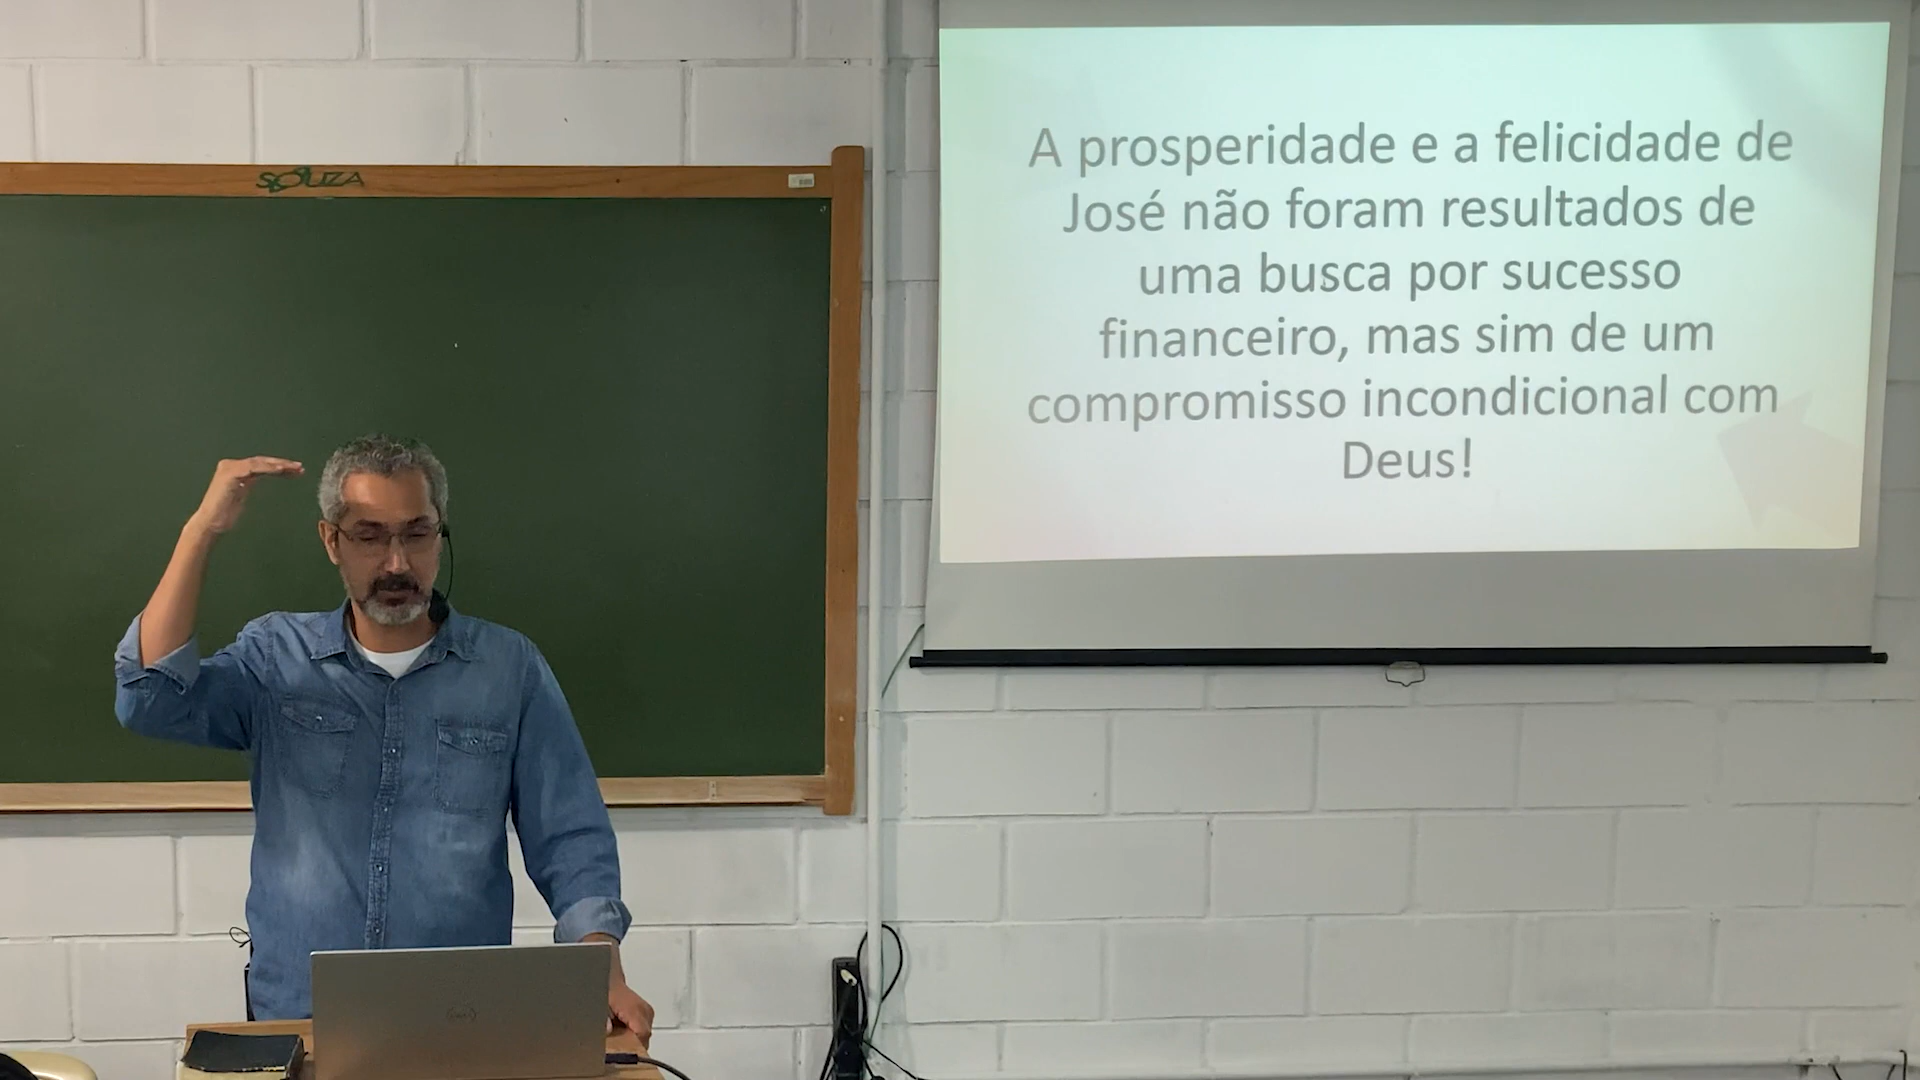 SOUZA
A prosperidade e a felicidade de
José não foram resultados de
uma busca por sucesso
financeiro, mas sim de um
compromisso incondicional com
Deus!